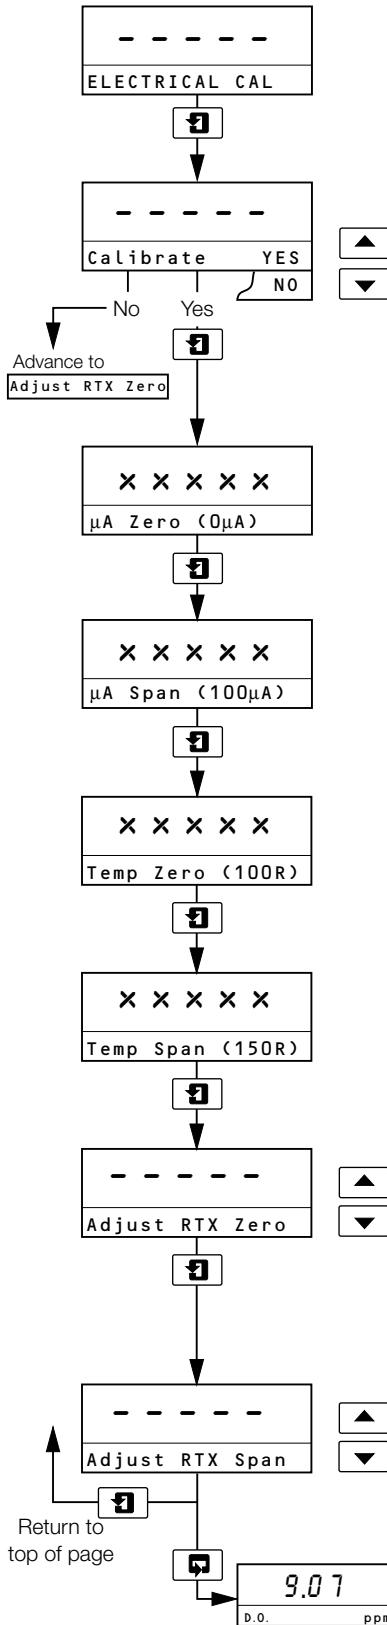 - - - - -
ELECTRICAL CAL
- - - - -
Calibrate YES
NO
No Yes
Advance to
Adjust RTX Zero
× × × × ×
µA Zero (0µA)
× × × × ×
µA Span (100µA)
× × × × ×
Temp Zero (100R)
× × × × ×
Temp Span (150R)
- - - - -
Adjust RTX Zero
- - - - -
Adjust RTX Span
Return to
top of page
9.07
D.O. ppm